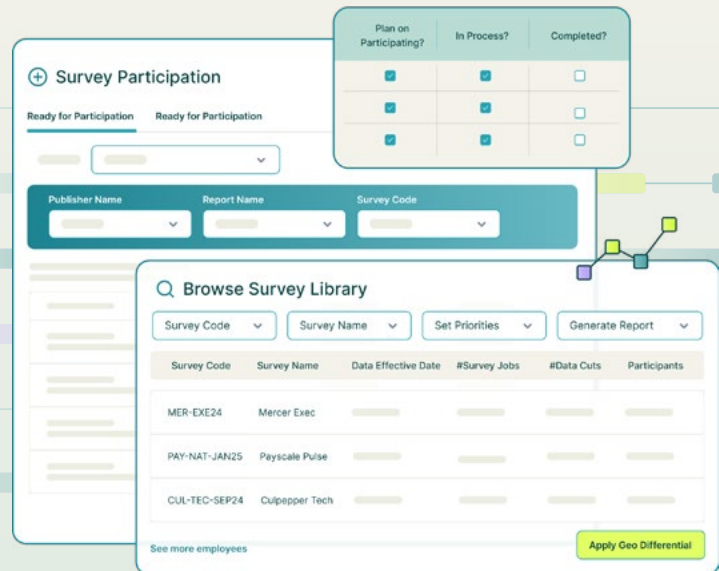 Plan on
Participating?
In Process?
Completed?
Survey Participation
Ready for Participation
Ready for Participation
Publisher Name
Report Name
Survey Code
Browse Survey Library
Survey Code
Survey Name
Set Priorities
Generate Report
Survey Code
Survey Name
Data Effective Date
#Survey Jobs
#Data Cuts
Participants
MER-EXE24
Mercer Exec
PAY-NAT-JAN25
Payscale Pulse
CUL-TEC-SEP24
Culpepper Tech
See more employees
Apply Geo Differential